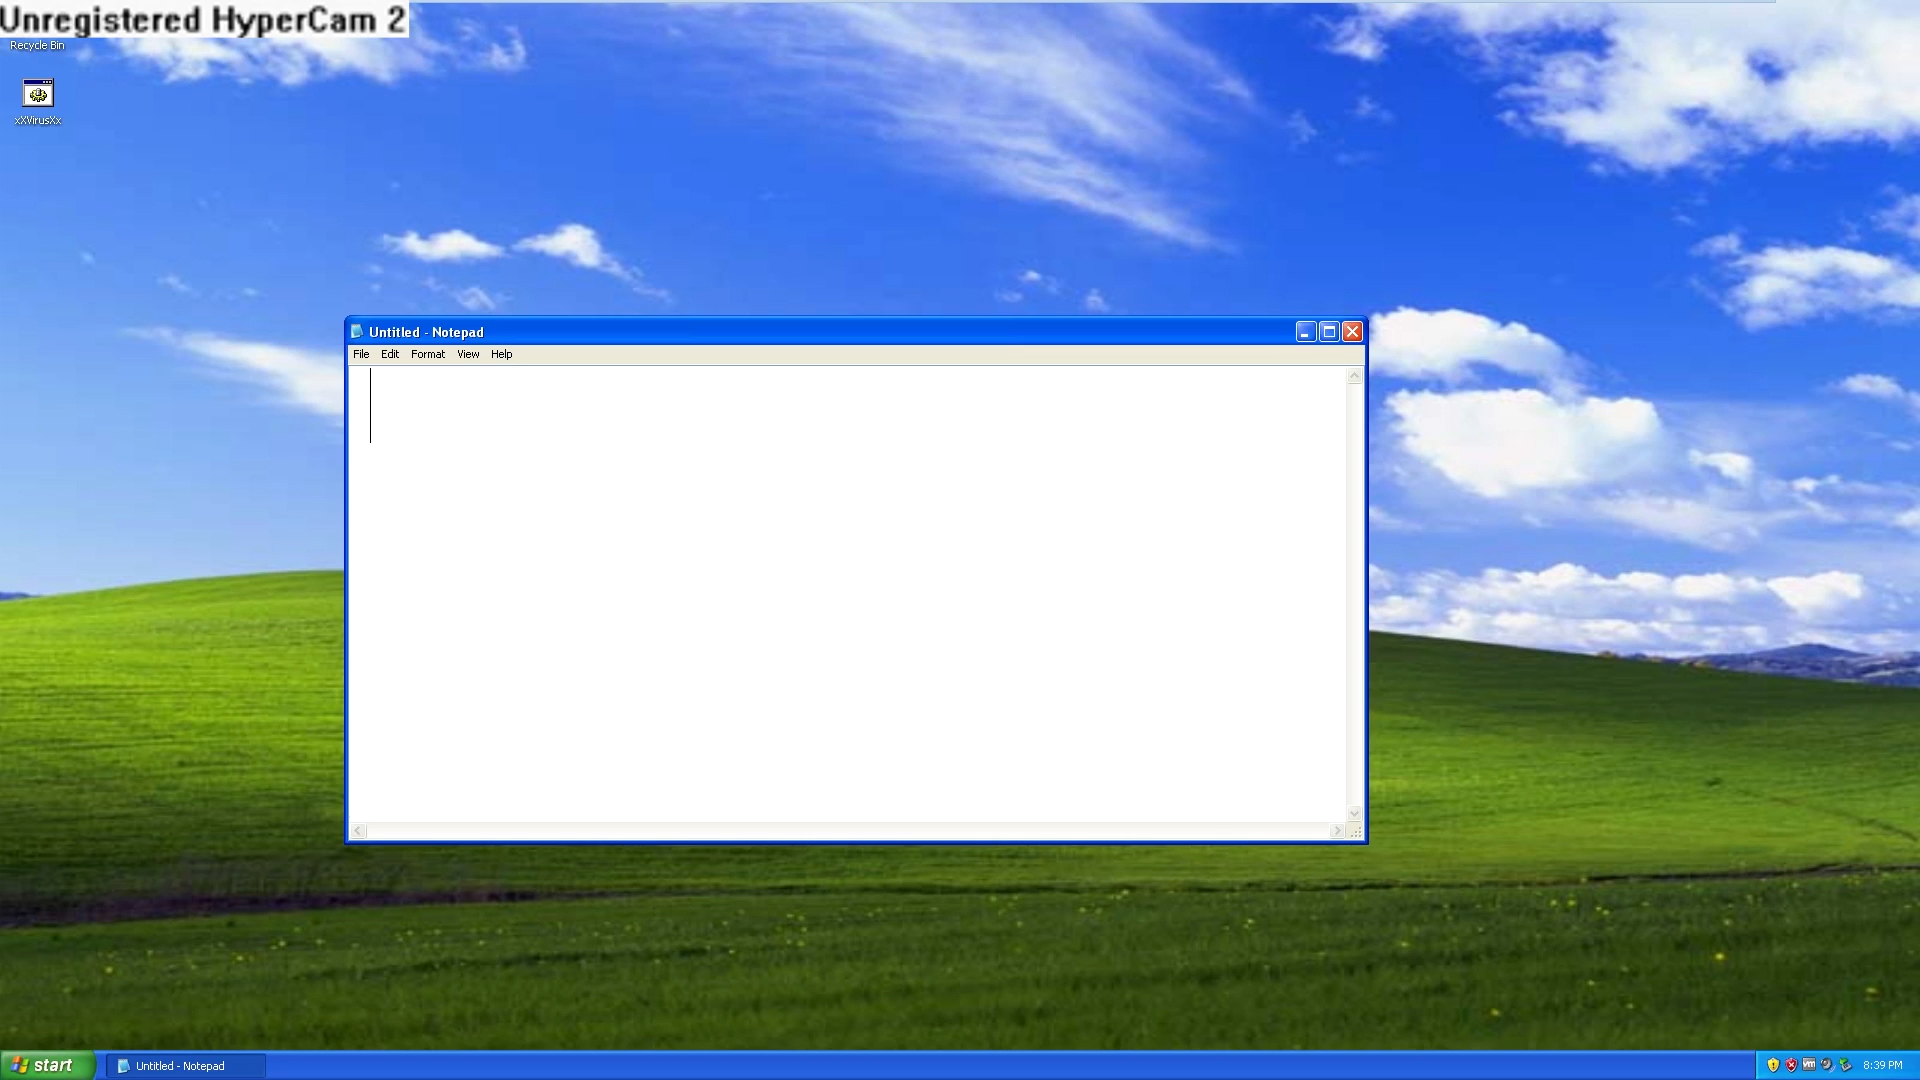 Unregistered HyperCam 2
Recycle Bin
xXVirusXx
Untitled - Notepad
File Edit Format View Help
start
Untitled - Notepad
vm
8:39 PM